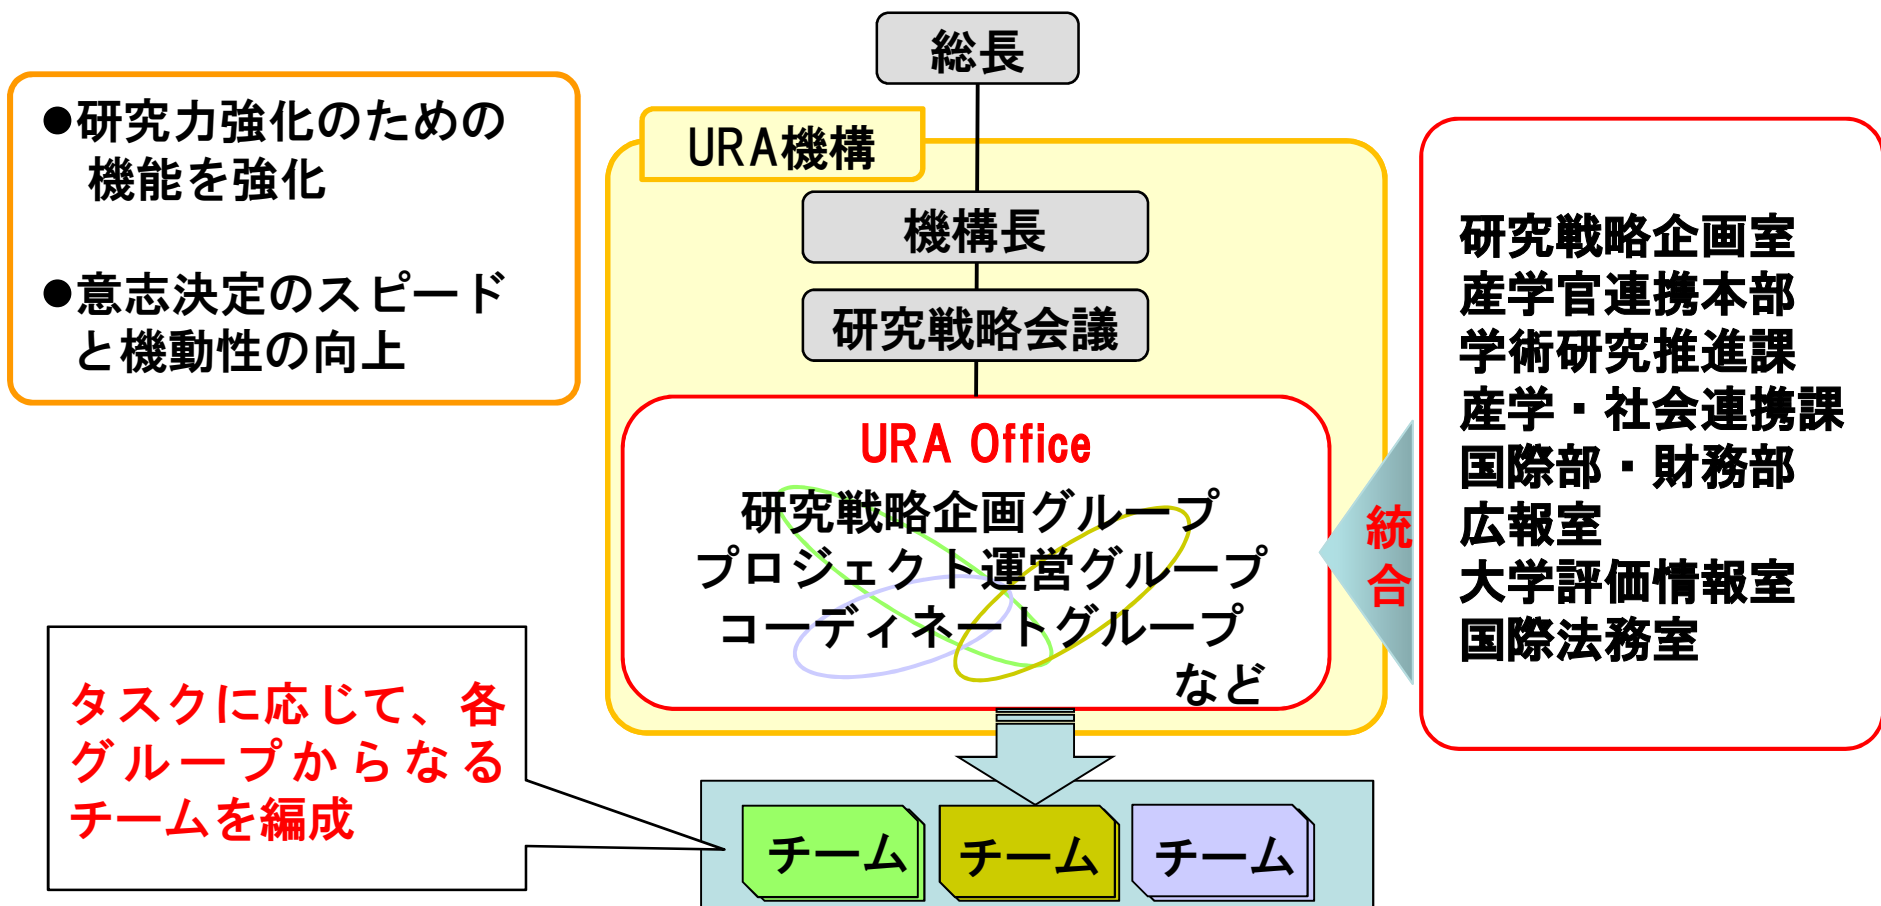 総長
●研究力強化のための
機能を強化
●意志決定のスピード
と機動性の向上
URA機構
機構長
研究戦略会議
URA Office
研究戦略企画グループ
プロジェクト運営グループ
コーディネートグループ
など
統
合
研究戦略企画室
産学官連携本部
学術研究推進課
産学・社会連携課
国際部・財務部
広報室
大学評価情報室
国際法務室
タスクに応じて、各
グループからなる
チームを編成
チーム
チーム
チーム